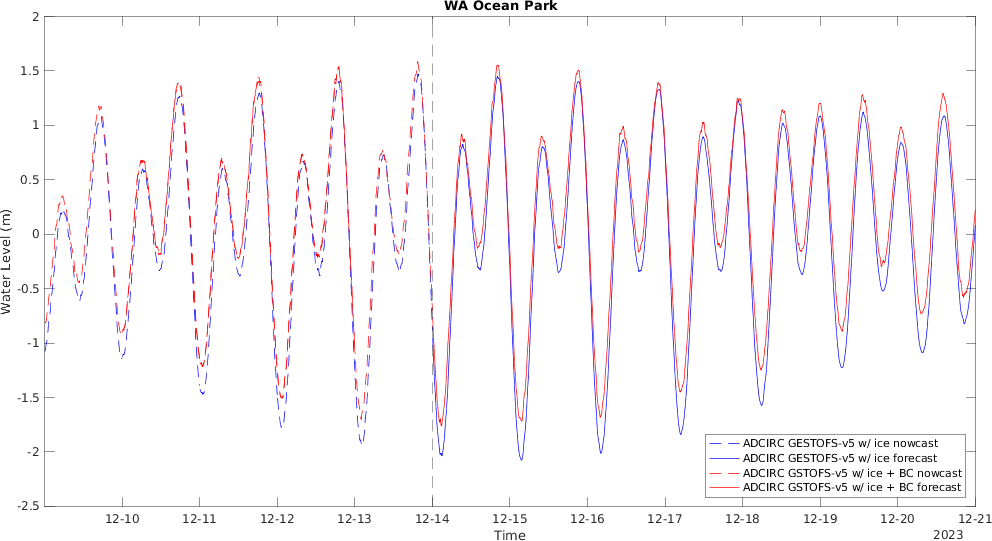 WA Ocean Park
2
1.5
1
0.5
0
-0.5
-1
-1.5
-2
-2.5
Water Level (m)
12-10 12-11 12-12 12-13 12-14 12-15 12-16 12-17 12-18 12-19 12-20 12-21
Time
2023
ADCIRC GESTOFS-v5 w/ ice nowcast
ADCIRC GESTOFS-v5 w/ ice forecast
ADCIRC GSTOFS-v5 w/ ice + BC nowcast
ADCIRC GSTOFS-v5 w/ ice + BC forecast